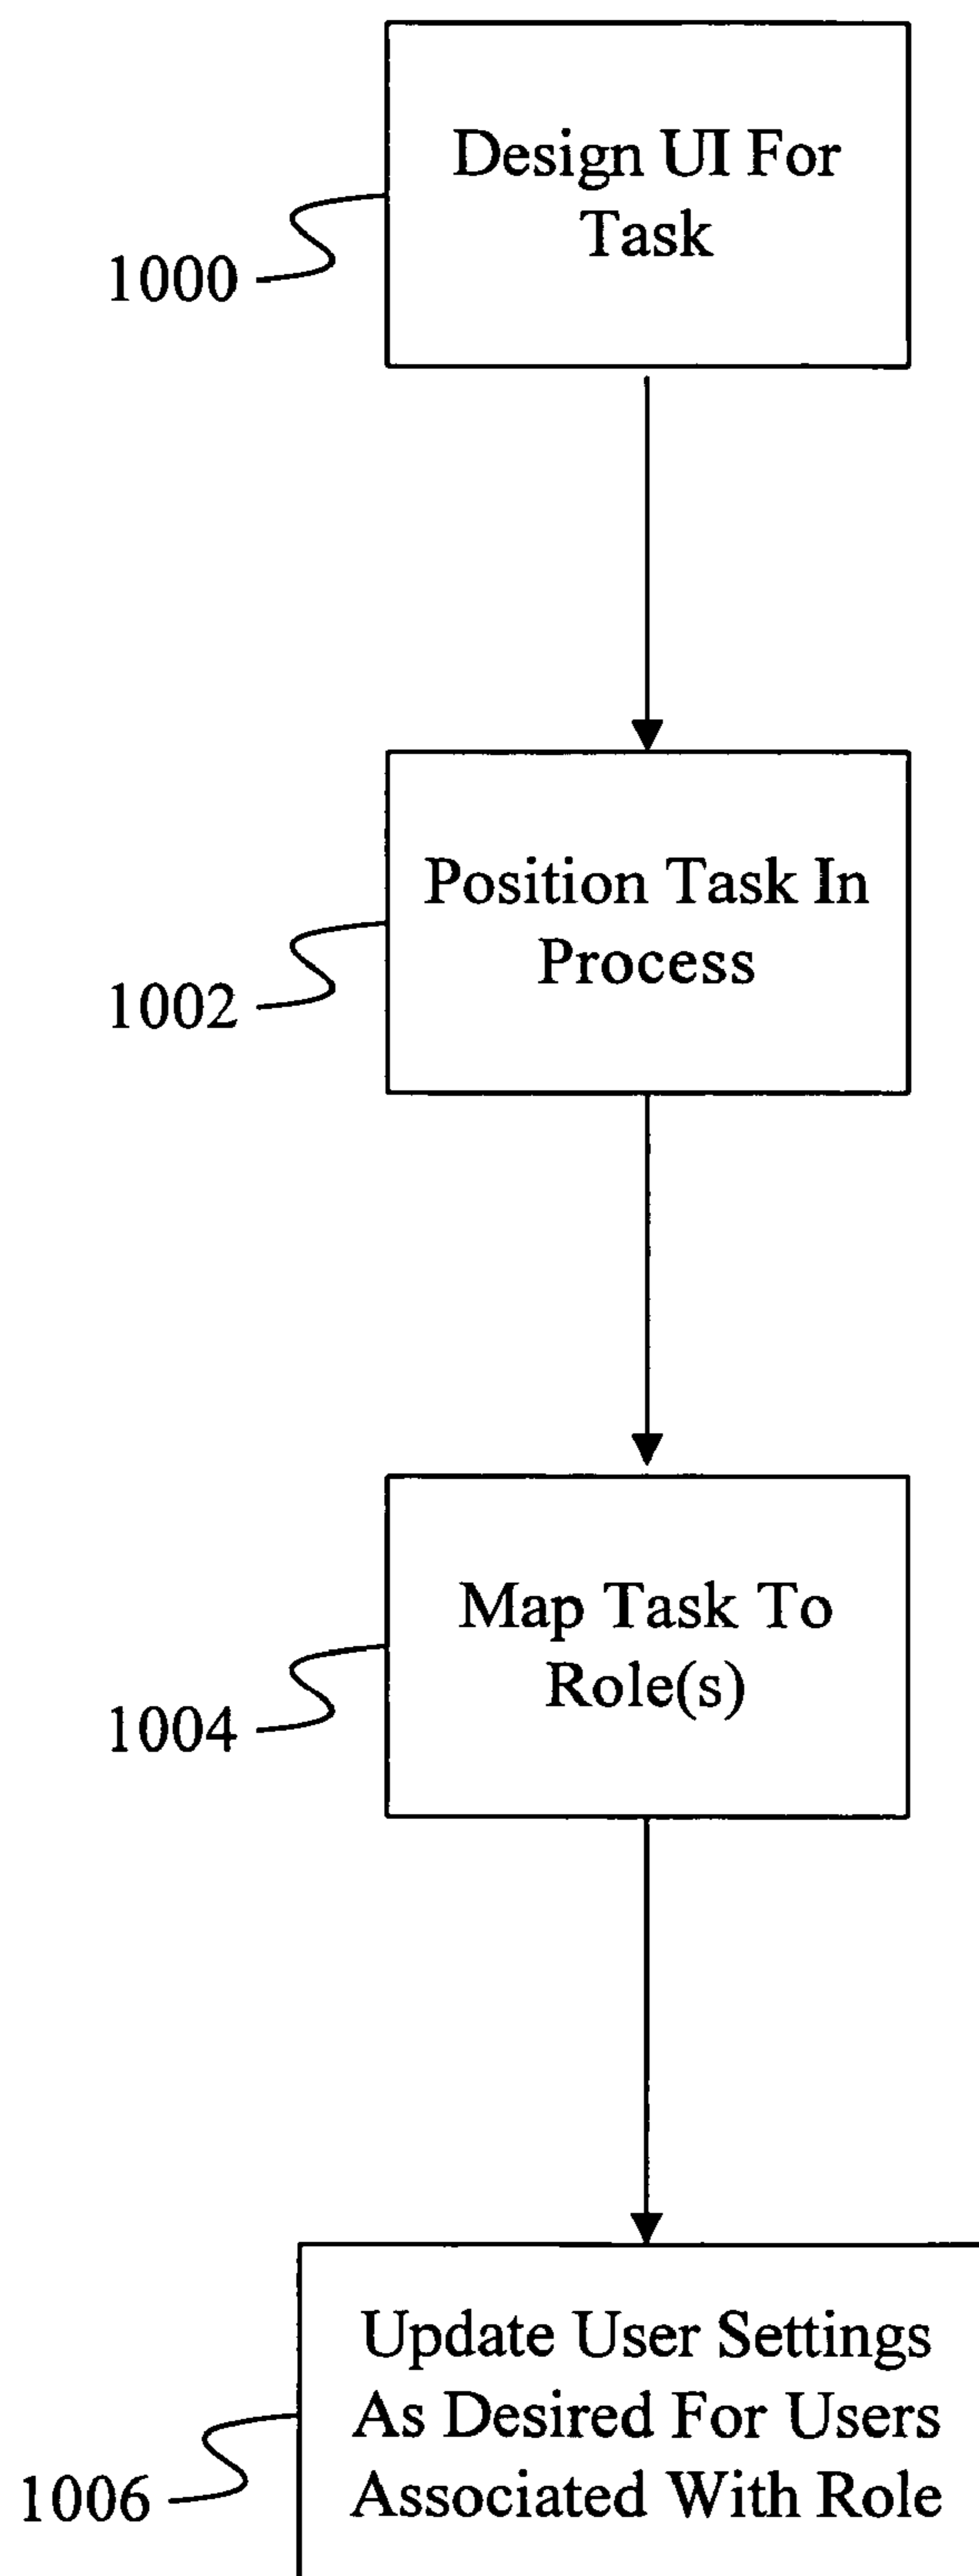 Design UI For
Task
1000
Position Task In
Process
1002
Map Task To
Role(s)
1004
Update User Settings
As Desired For Users
Associated With Role
1006